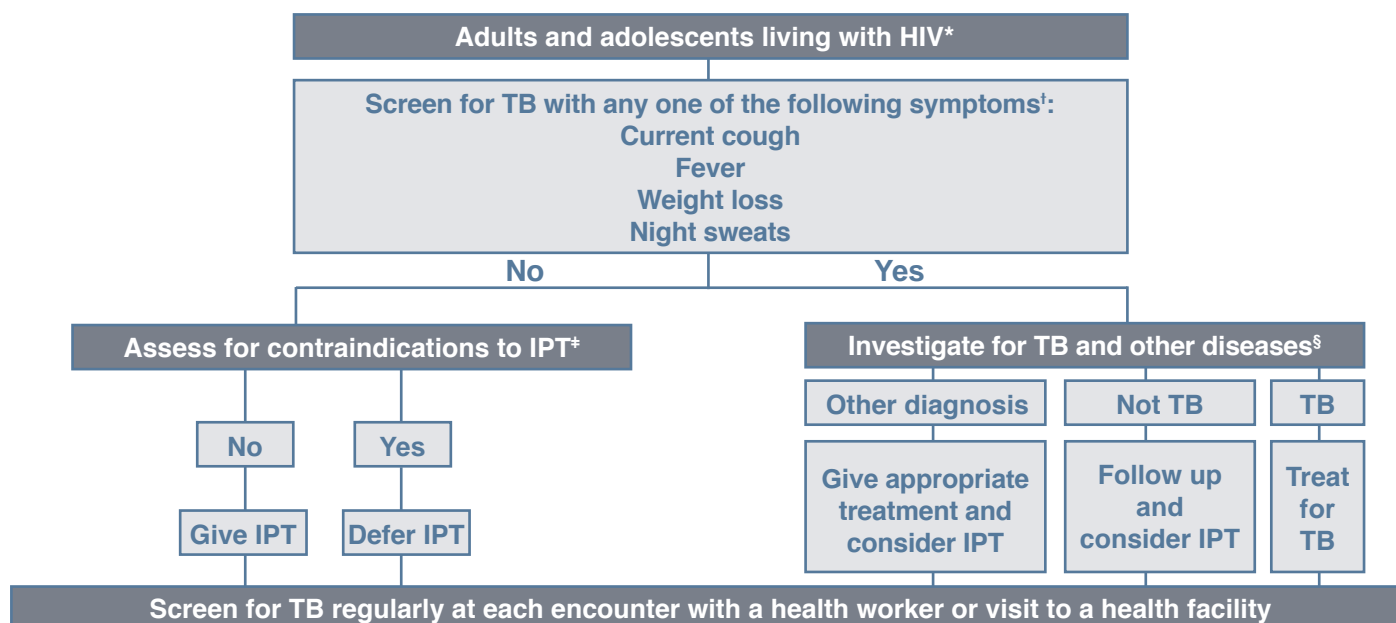 Adults and adolescents living with HIV*
Screen for TB with any one of the following symptoms†:
Current cough
Fever
Weight loss
Night sweats
No
Yes
Assess for contraindications to IPT‡
No
Yes
Give IPT
Defer IPT
Investigate for TB and other diseases§
Other diagnosis
Not TB
TB
Give appropriate
treatment and
consider IPT
Follow up
and
consider IPT
Treat
for
TB
Screen for TB regularly at each encounter with a health worker or visit to a health facility